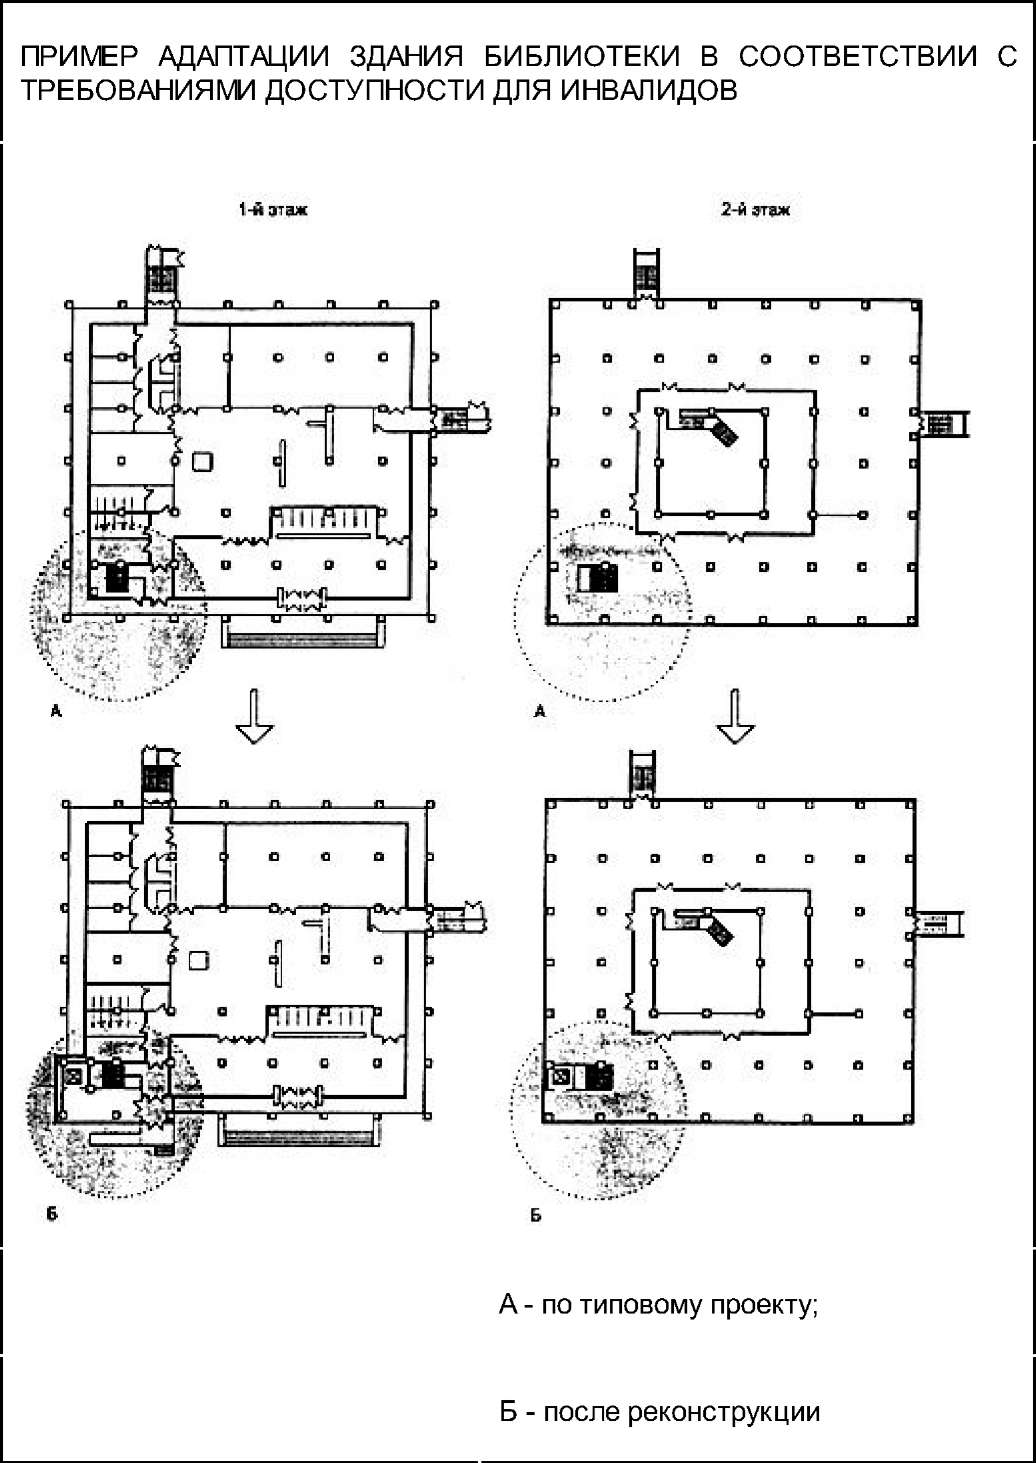 ПРИМЕР АДАПТАЦИИ ЗДАНИЯ БИБЛИОТЕКИ В СООТВЕТСТВИИ С
ТРЕБОВАНИЯМИ ДОСТУПНОСТИ ДЛЯ ИНВАЛИДОВ
1-й этаж
2-й этаж
А
А
Б
Б
А - по типовому проекту;
Б - после реконструкции